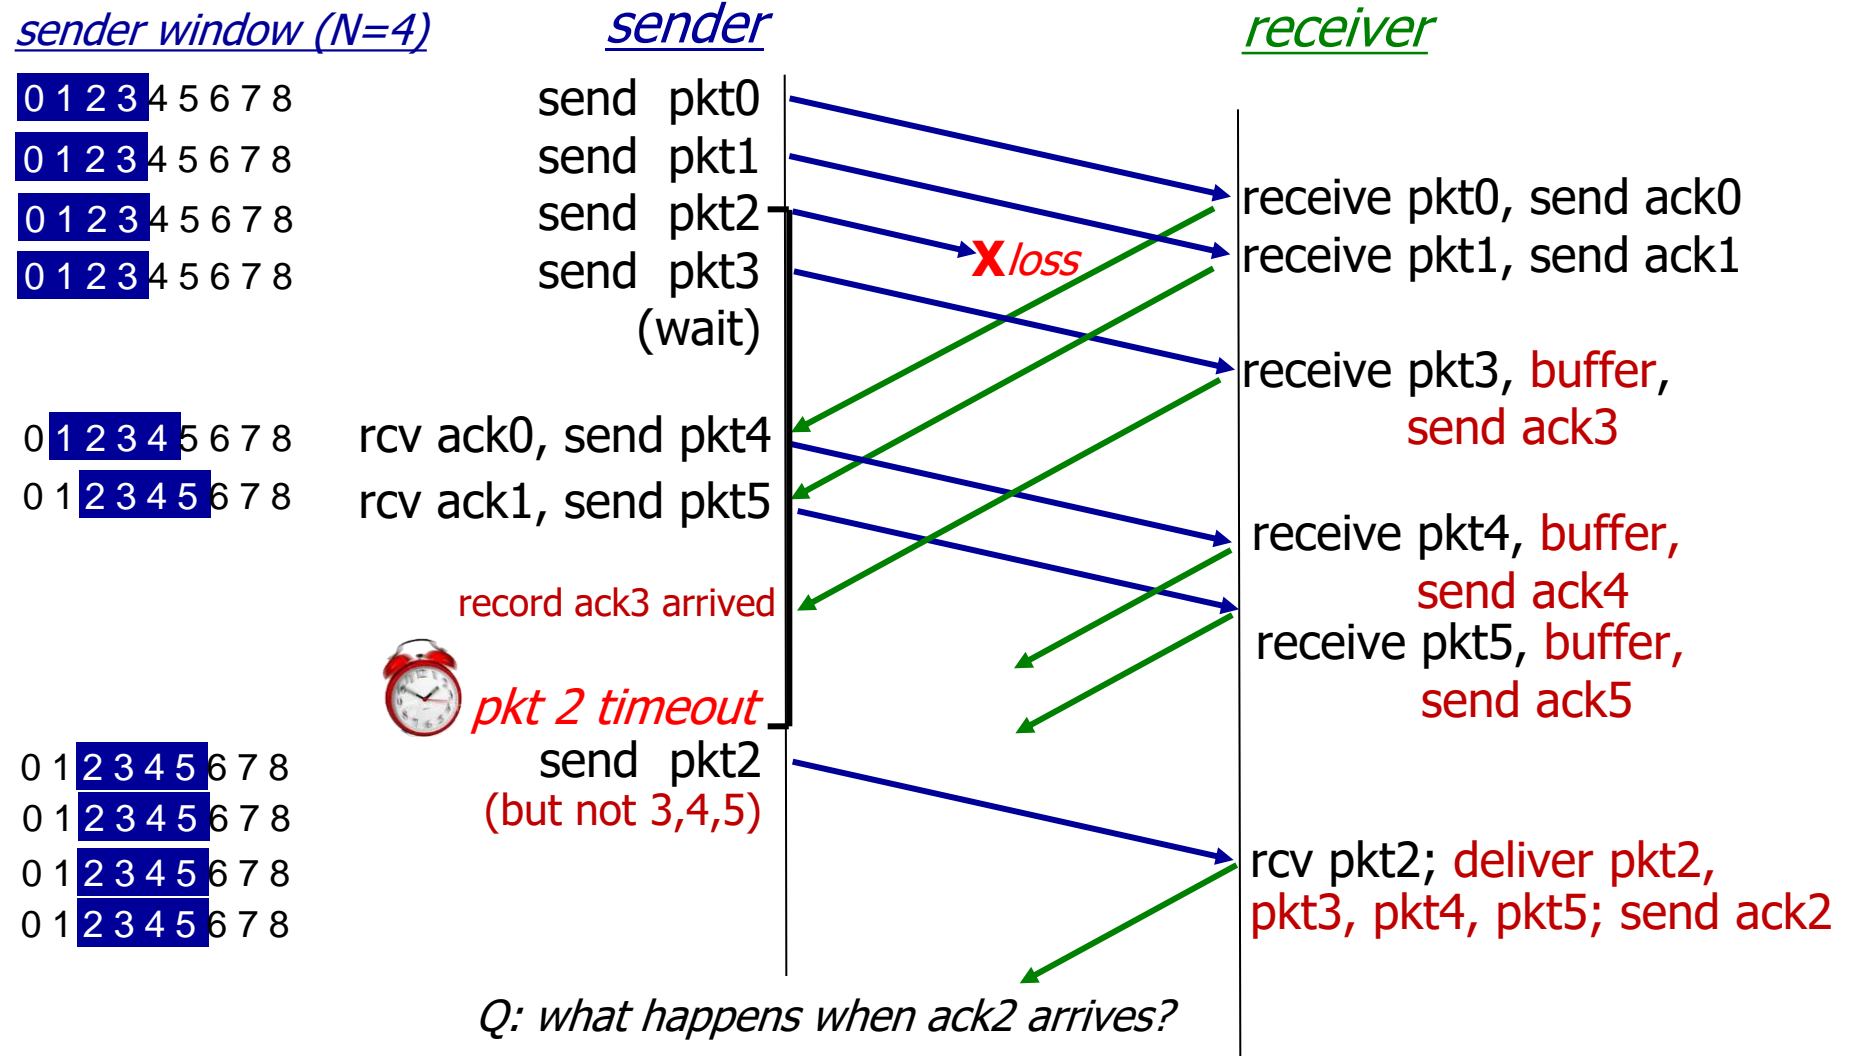 sender window (N=4)
sender
receiver
0 1 2 3 4 5 6 7 8
send pkt0
0 1 2 3 4 5 6 7 8
send pkt1
receive pkt0, send ack0
0 1 2 3 4 5 6 7 8
send pkt2
X loss
receive pkt1, send ack1
0 1 2 3 4 5 6 7 8
send pkt3
(wait)
receive pkt3, buffer,
send ack3
0 1 2 3 4 5 6 7 8
rcv ack0, send pkt4
0 1 2 3 4 5 6 7 8
rcv ack1, send pkt5
receive pkt4, buffer,
send ack4
record ack3 arrived
receive pkt5, buffer,
send ack5
pkt 2 timeout
0 1 2 3 4 5 6 7 8
send pkt2
0 1 2 3 4 5 6 7 8
(but not 3,4,5)
0 1 2 3 4 5 6 7 8
rcv pkt2; deliver pkt2,
0 1 2 3 4 5 6 7 8
pkt3, pkt4, pkt5; send ack2
Q: what happens when ack2 arrives?